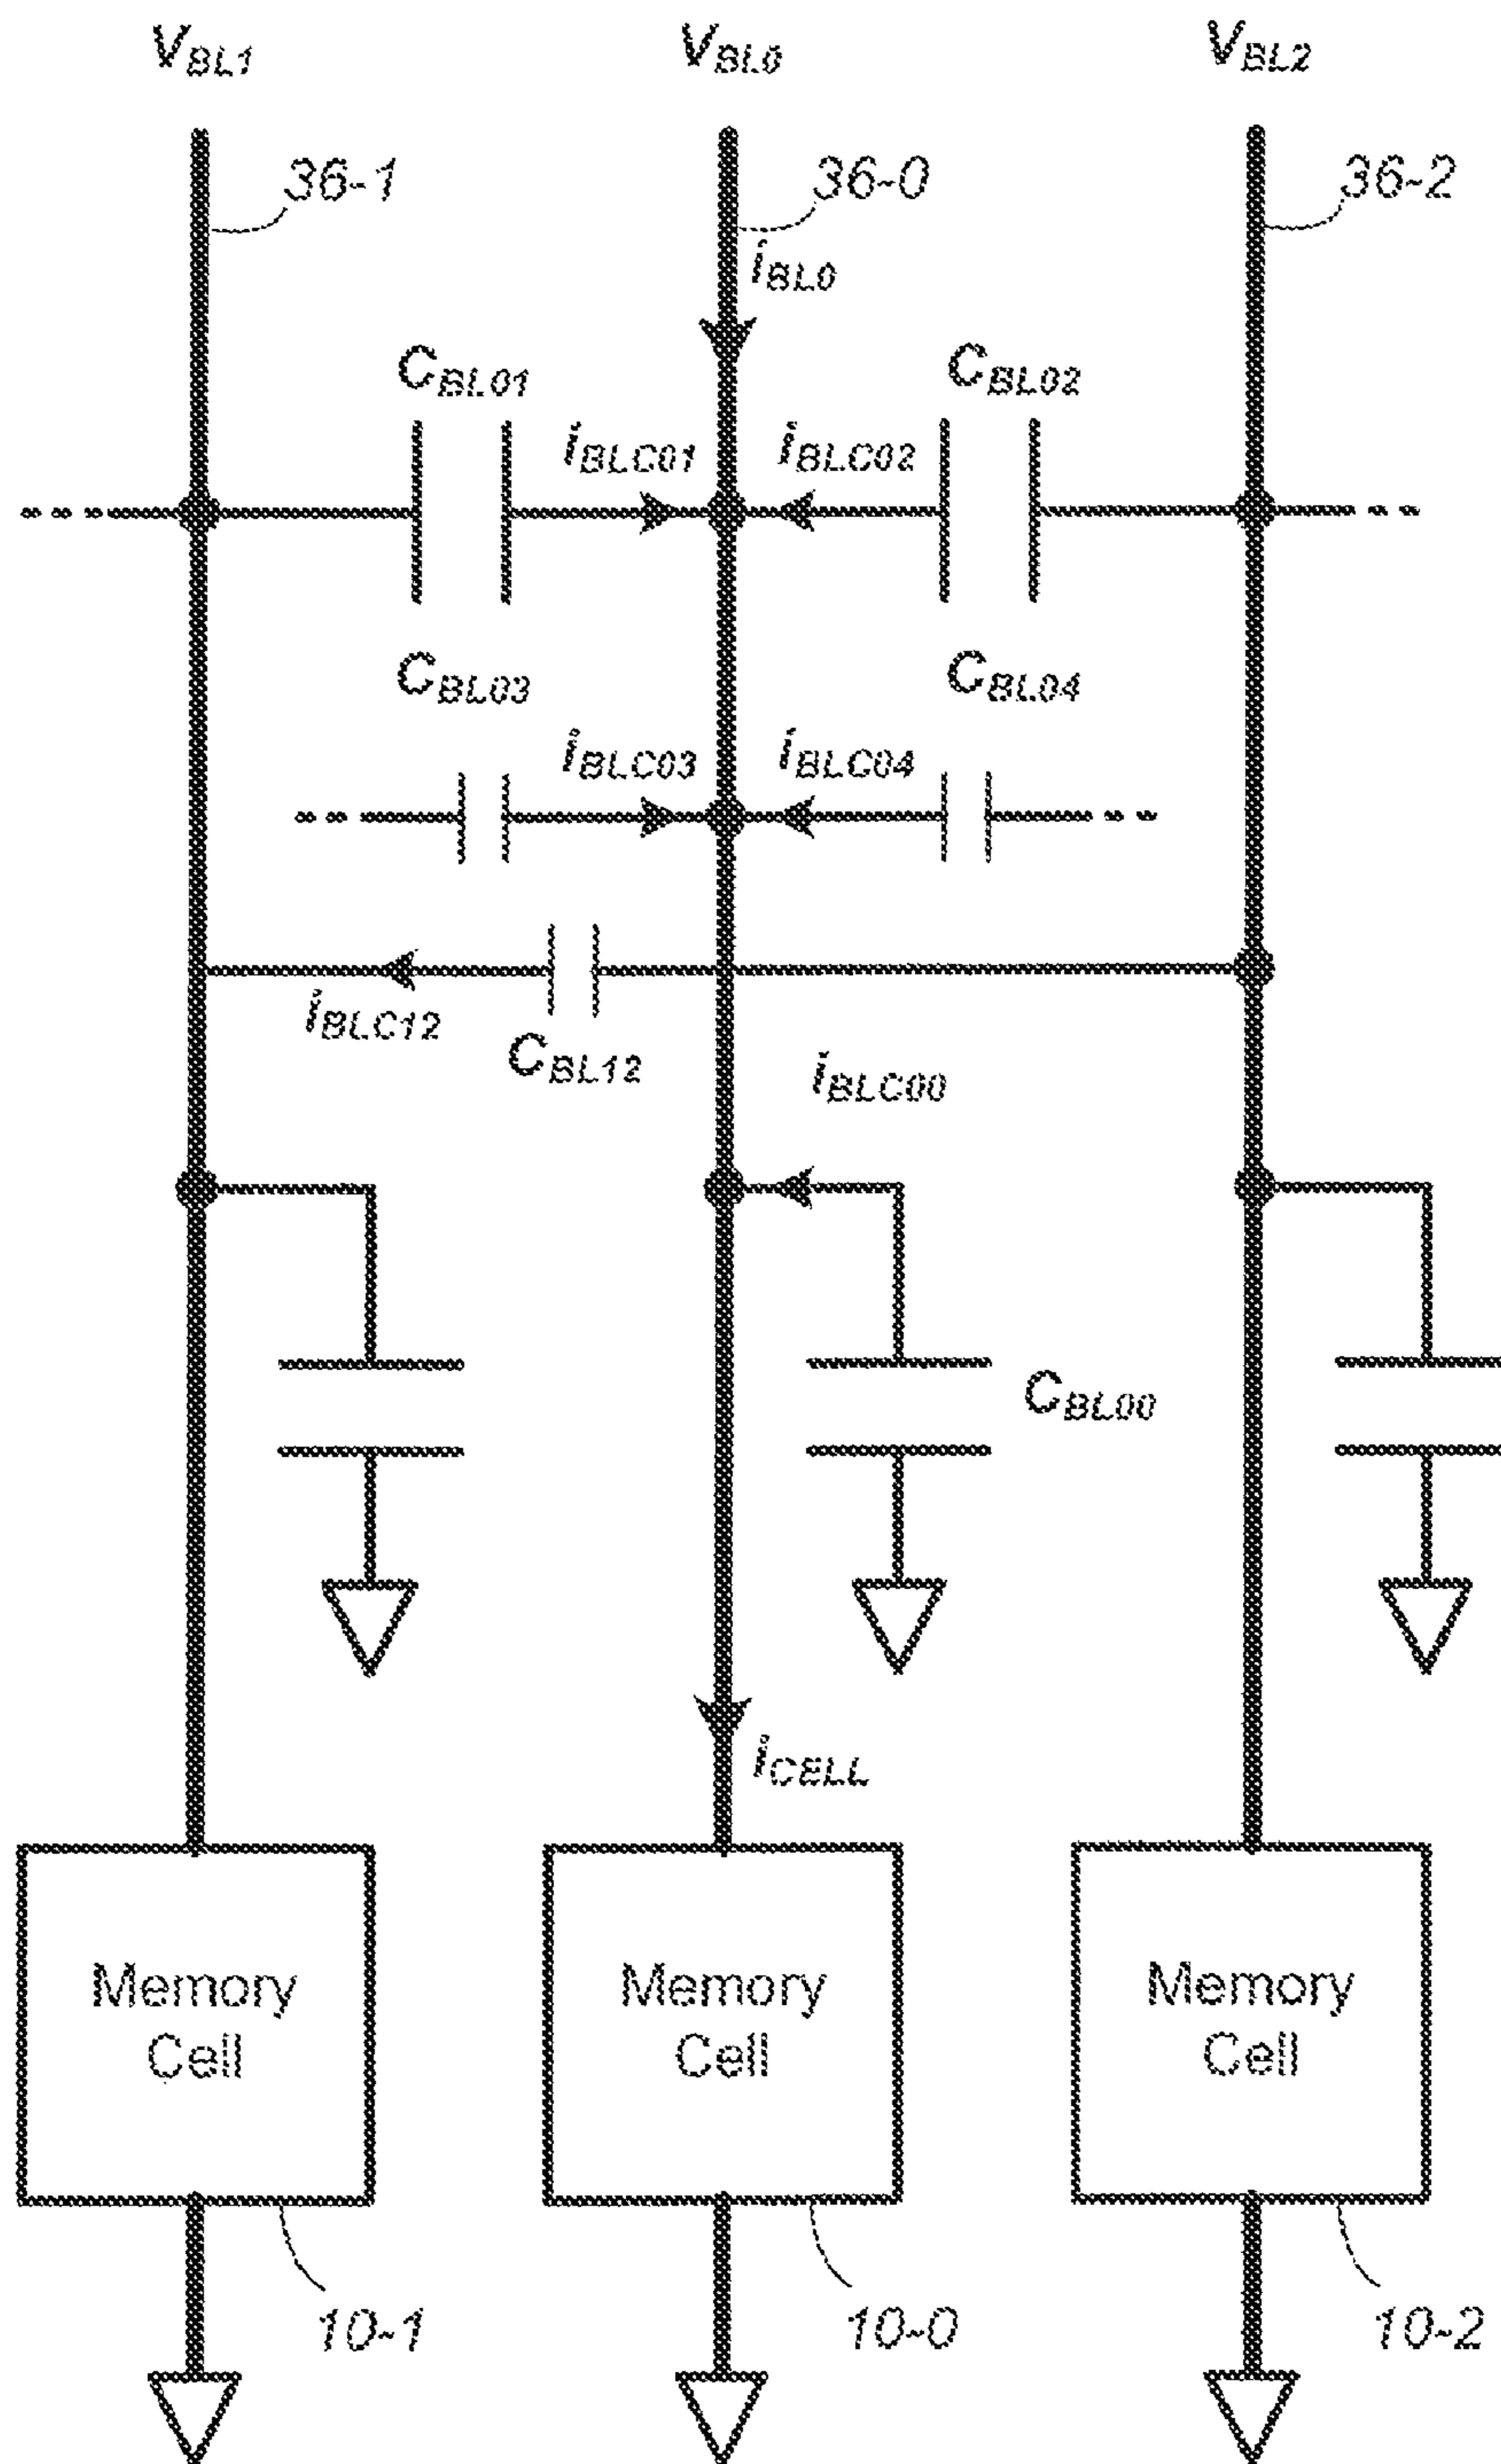 VBL1 VBL0 VBL2
36-1 36-0 36-2
iBL0
CBL01 CBL02
iBLC01 iBLC02
CBL03 CBL04
iBLC03 iBLC04
iBLC12
CBL12
iBLC00
CBL00
iCELL
Memory Memory Memory
Cell Cell Cell
10-1 10-0 10-2